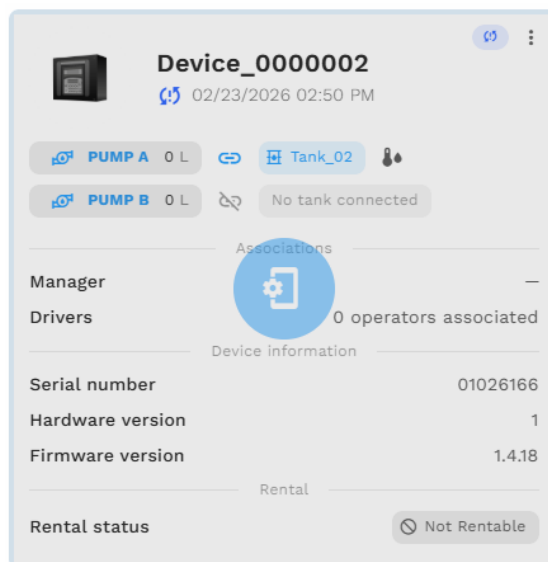 Device_0000002
02/23/2026 02:50 PM
PUMP A 0 L Tank_02
PUMP B 0 L No tank connected
Associations
Manager —
Drivers 0 operators associated
Device information
Serial number 01026166
Hardware version 1
Firmware version 1.4.18
Rental
Rental status Not Rentable